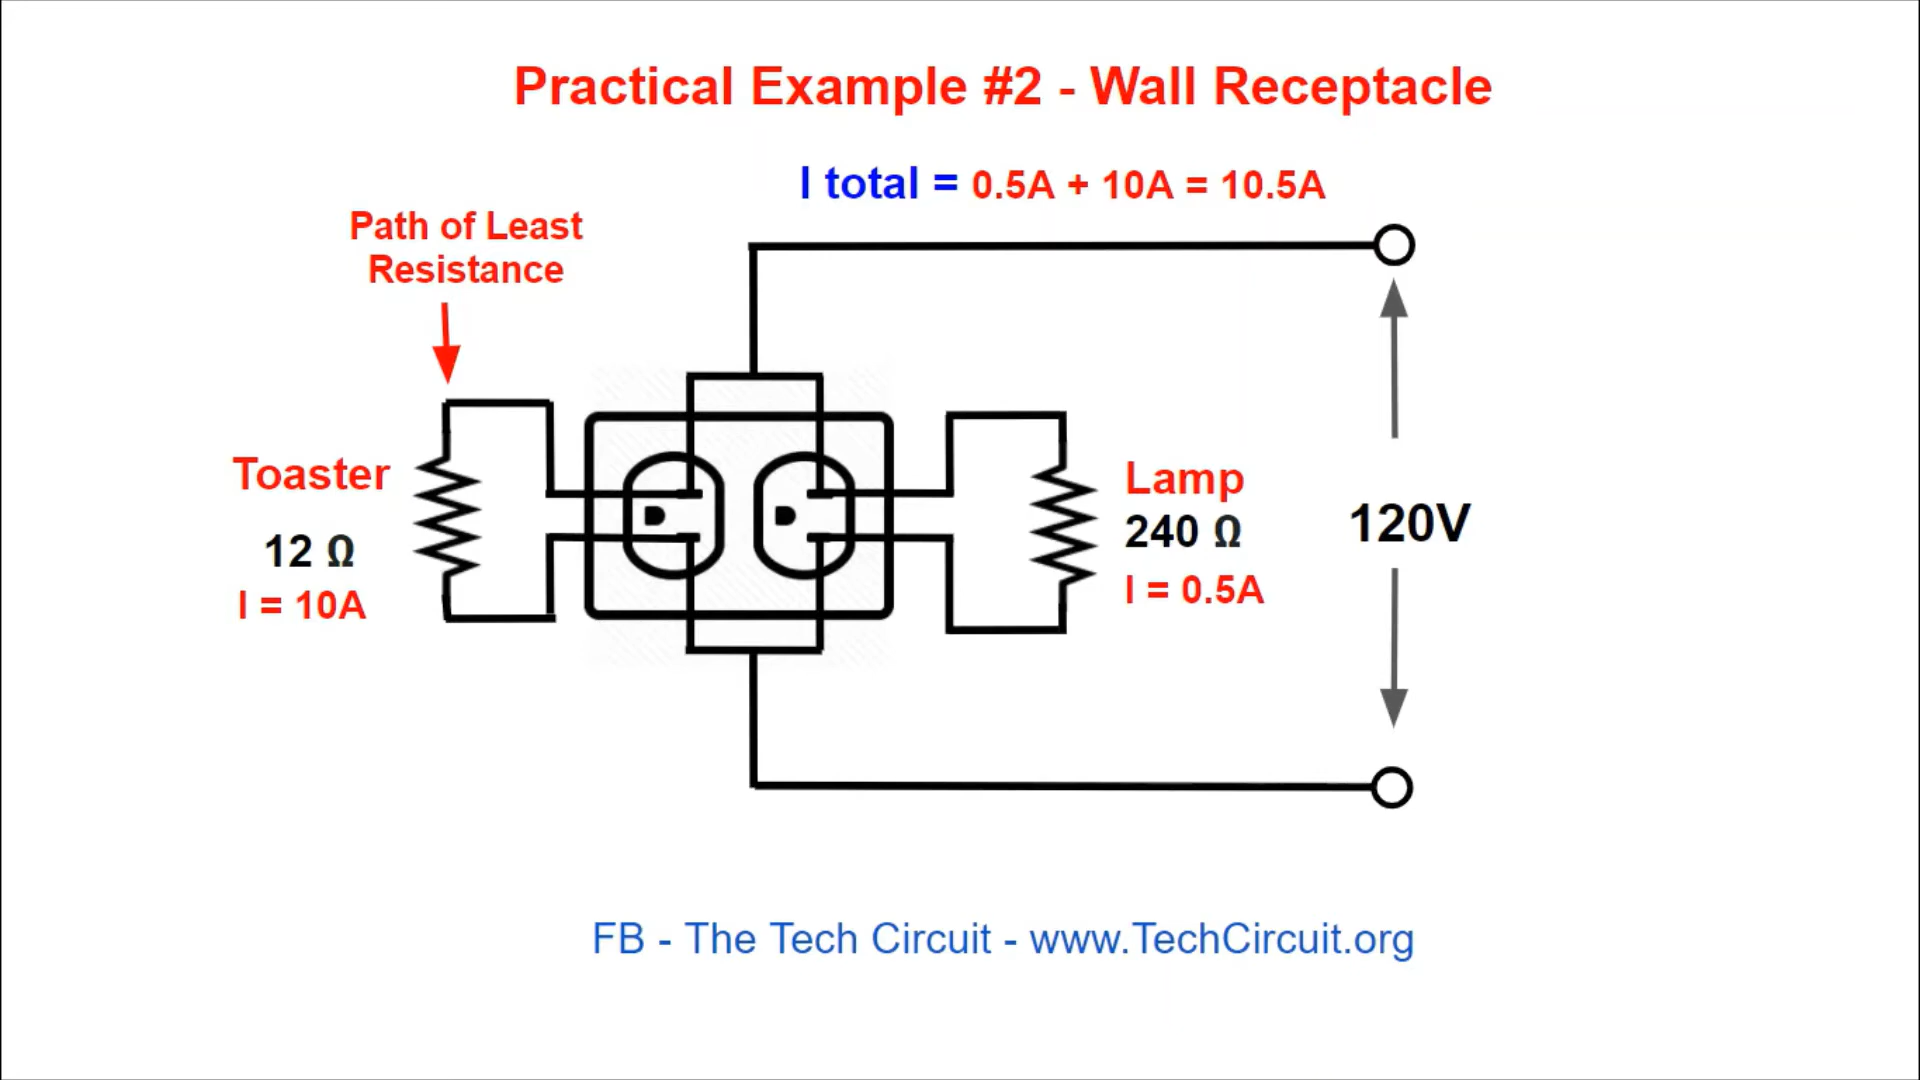 Practical Example #2 - Wall Receptacle
I total = 0.5A + 10A = 10.5A
Path of Least
Resistance
Toaster
12 Ω
I = 10A
Lamp
240 Ω
I = 0.5A
120V
FB - The Tech Circuit - www.TechCircuit.org